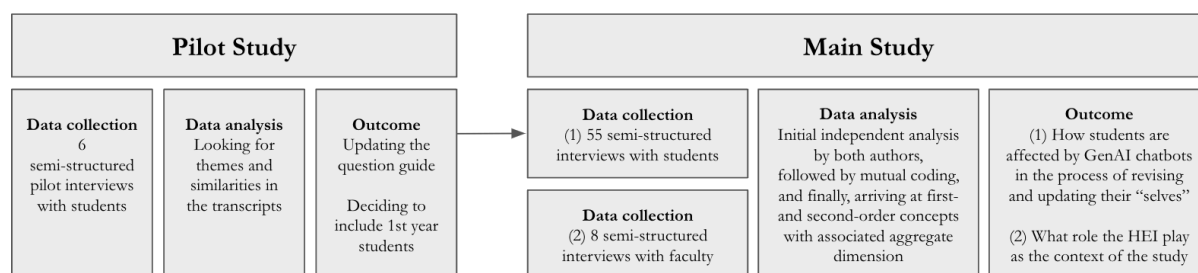 Pilot Study
Data collection
6
semi-structured
pilot interviews
with students
Data analysis
Looking for
themes and
similarities in
the transcripts
Outcome
Updating the
question guide
Deciding to
include 1st year
students
Main Study
Data collection
(1) 55 semi-structured
interviews with students
Data collection
(2) 8 semi-structured
interviews with faculty
Data analysis
Initial independent analysis
by both authors,
followed by mutual coding,
and finally, arriving at first-
and second-order concepts
with associated aggregate
dimension
Outcome
(1) How students are
affected by GenAI chatbots
in the process of revising
and updating their “selves”
(2) What role the HEI play
as the context of the study